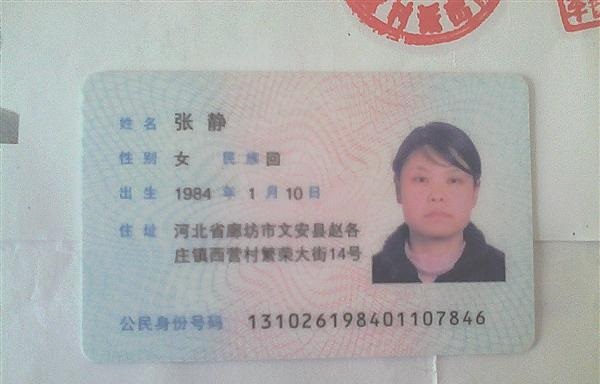 姓名 张静
性别 女 民族 回
出生 1984 年 1 月 10 日
住址 河北省廊坊市文安县赵各
庄镇西营村繁荣大街14号
公民身份号码 131026198401107846